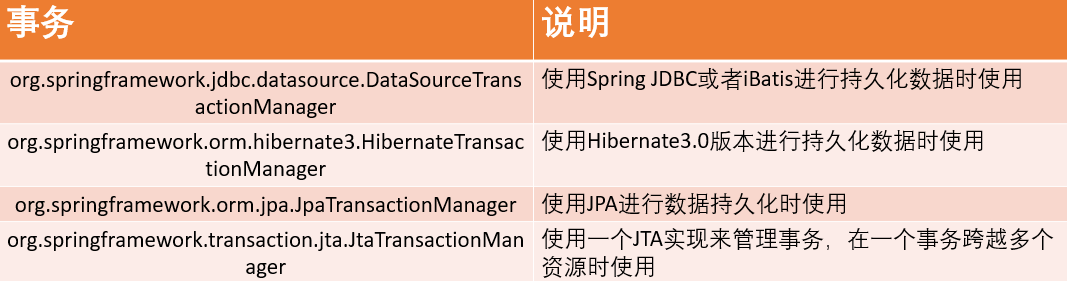 事务
说明
org.springframework.jdbc.datasource.DataSourceTrans
actionManager
使用Spring JDBC或者iBatis进行持久化数据时使用
org.springframework.orm.hibernate3.HibernateTransac
tionManager
使用Hibernate3.0版本进行持久化数据时使用
org.springframework.orm.jpa.JpaTransactionManager
使用JPA进行数据持久化时使用
org.springframework.transaction.jta.JtaTransactionMan
ager
使用一个JTA实现来管理事务，在一个事务跨越多个
资源时使用